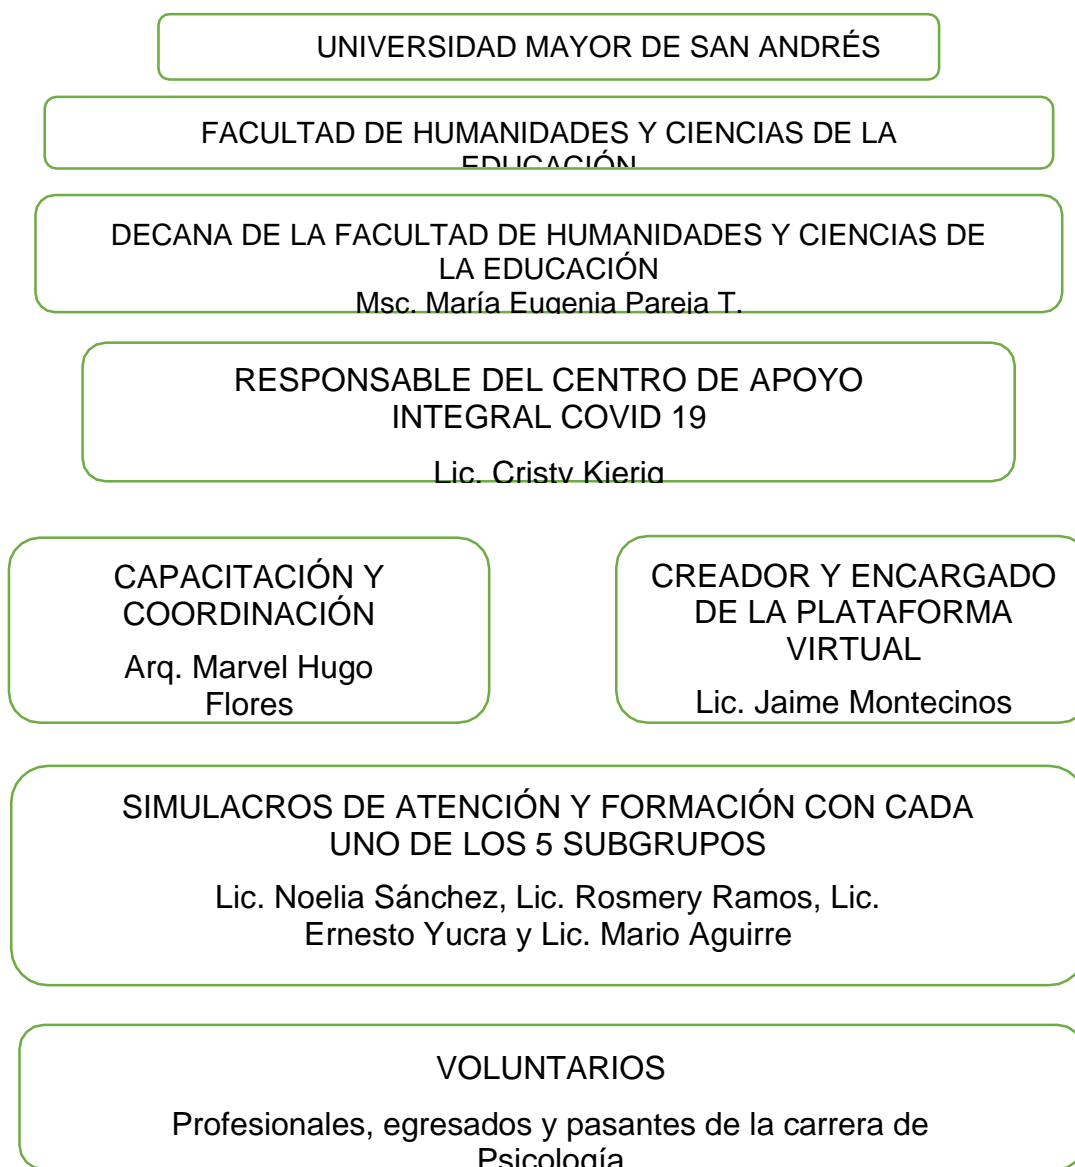 UNIVERSIDAD MAYOR DE SAN ANDRÉS
FACULTAD DE HUMANIDADES Y CIENCIAS DE LA
EDUCACIÓN
DECANA DE LA FACULTAD DE HUMANIDADES Y CIENCIAS DE
LA EDUCACIÓN
Msc. María Eugenia Pareja T.
RESPONSABLE DEL CENTRO DE APOYO
INTEGRAL COVID 19
Lic. Cristy Kierig
CAPACITACIÓN Y
COORDINACIÓN
Arq. Marvel Hugo
Flores
CREADOR Y ENCARGADO
DE LA PLATAFORMA
VIRTUAL
Lic. Jaime Montecinos
SIMULACROS DE ATENCIÓN Y FORMACIÓN CON CADA
UNO DE LOS 5 SUBGRUPOS
Lic. Noelia Sánchez, Lic. Rosmery Ramos, Lic.
Ernesto Yucra y Lic. Mario Aguirre
VOLUNTARIOS
Profesionales, egresados y pasantes de la carrera de
Psicología